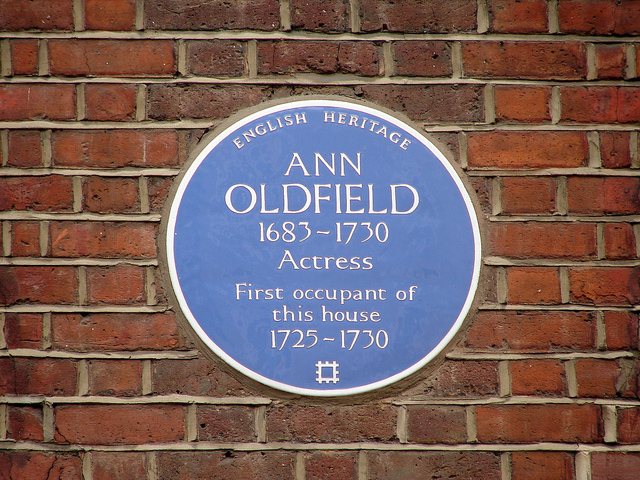 ENGLISH HERITAGE
ANN
OLDFIELD
1683~1730
Actress
First occupant of
this house
1725~1730